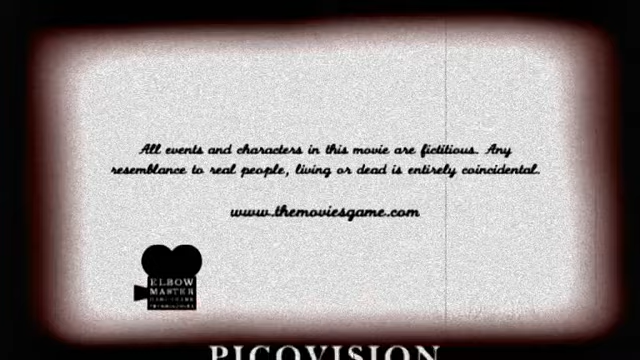 All events and characters in this movie are fictitious. Any
resemblance to real people, living or dead is entirely coincidental.
www.themoviesgame.com
ELBOW
MASTER
PICOVISION